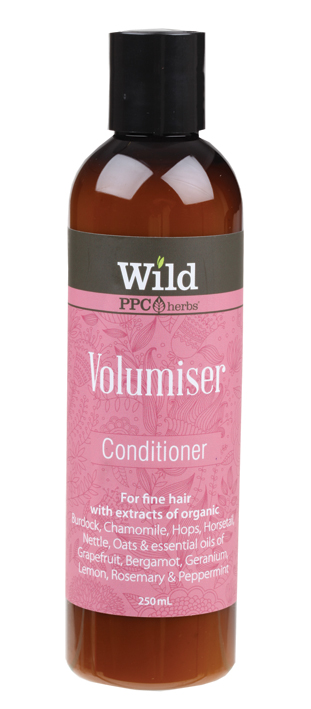 Wild
PPC herbs
Volumiser
Conditioner
For fine hair
with extracts of organic
Burdock, Chamomile, Hops, Horsetail,
Nettle, Oats & essential oils of
Grapefruit, Bergamot, Geranium,
Lemon, Rosemary & Peppermint
250mL